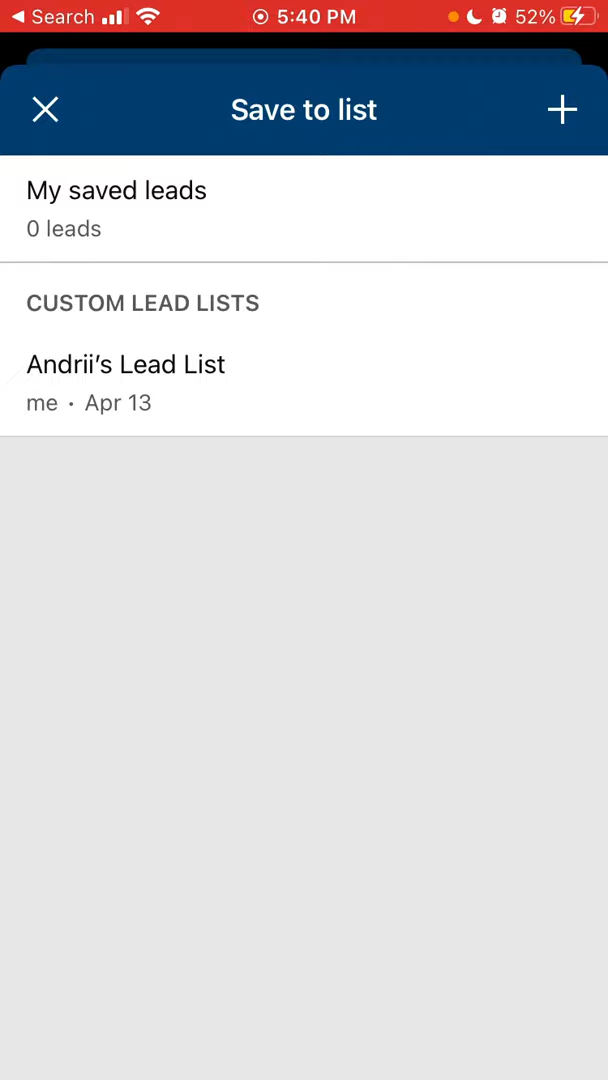 Search 5:40 PM 52%
Save to list
My saved leads
0 leads
CUSTOM LEAD LISTS
Andrii’s Lead List
me · Apr 13